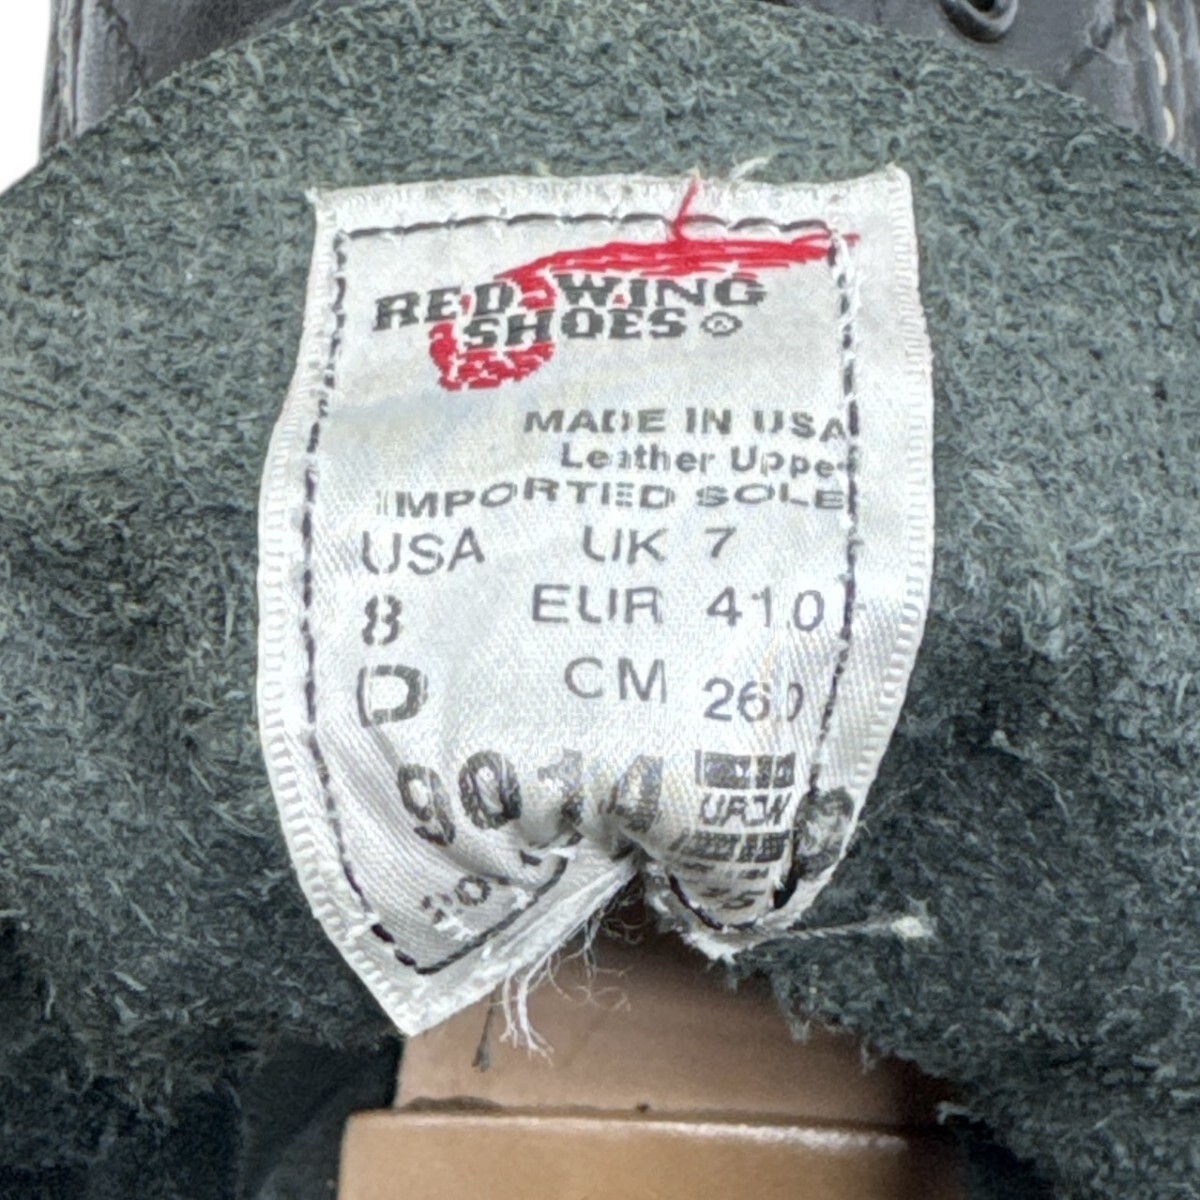 RED WING
SHOES®
MADE IN USA
Leather Upper
IMPORTED SOLE
USA UK 7
8 EUR 41.0
D CM 26.0
9014